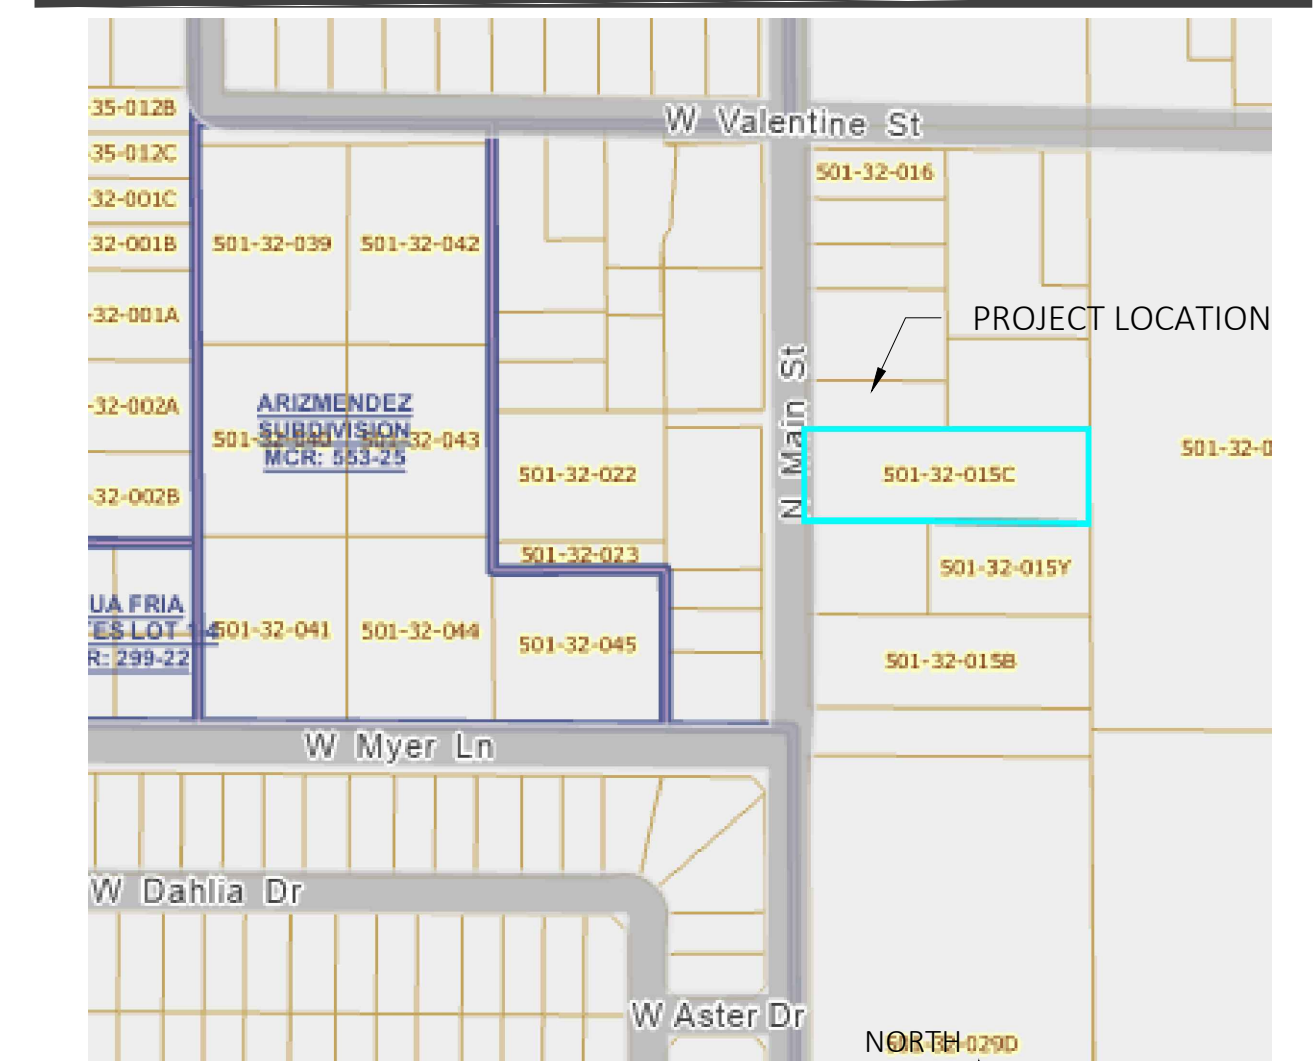 W Valentine St
-35-012B
-35-012C
501-32-016
-32-001C
-32-001B
501-32-039
501-32-042
-32-001A
PROJECT LOCATION
N Main St
-32-002A
ARIZMENDEZ
SUBDIVISION
MCR: 553-25
501-32-040
501-32-043
501-32-0
501-32-022
501-32-015C
-32-002B
501-32-023
501-32-015Y
UA FRIA
ES LOT 1-4
R: 299-22
501-32-041
501-32-044
501-32-045
501-32-015B
W Myer Ln
W Dahlia Dr
W Aster Dr
NORTH